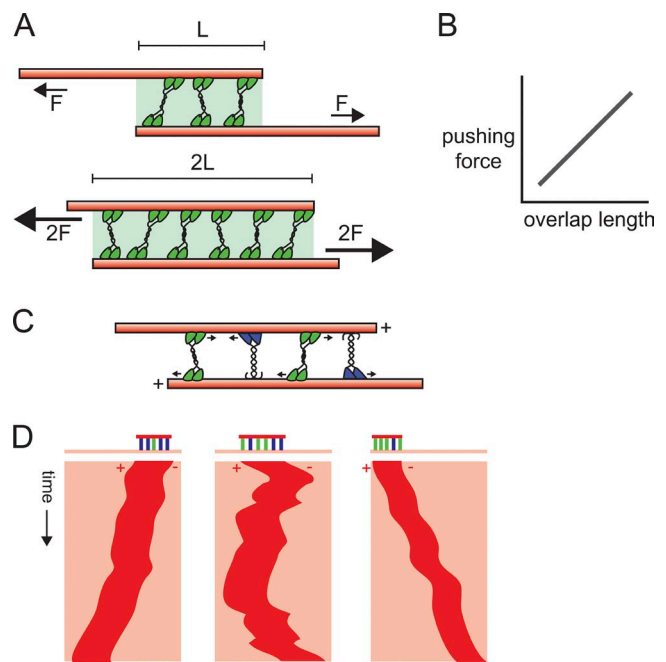 A
L
F
F
2L
2F
2F
B
pushing
force
overlap length
C
+
+
D
+
-
+
-
+
-
time